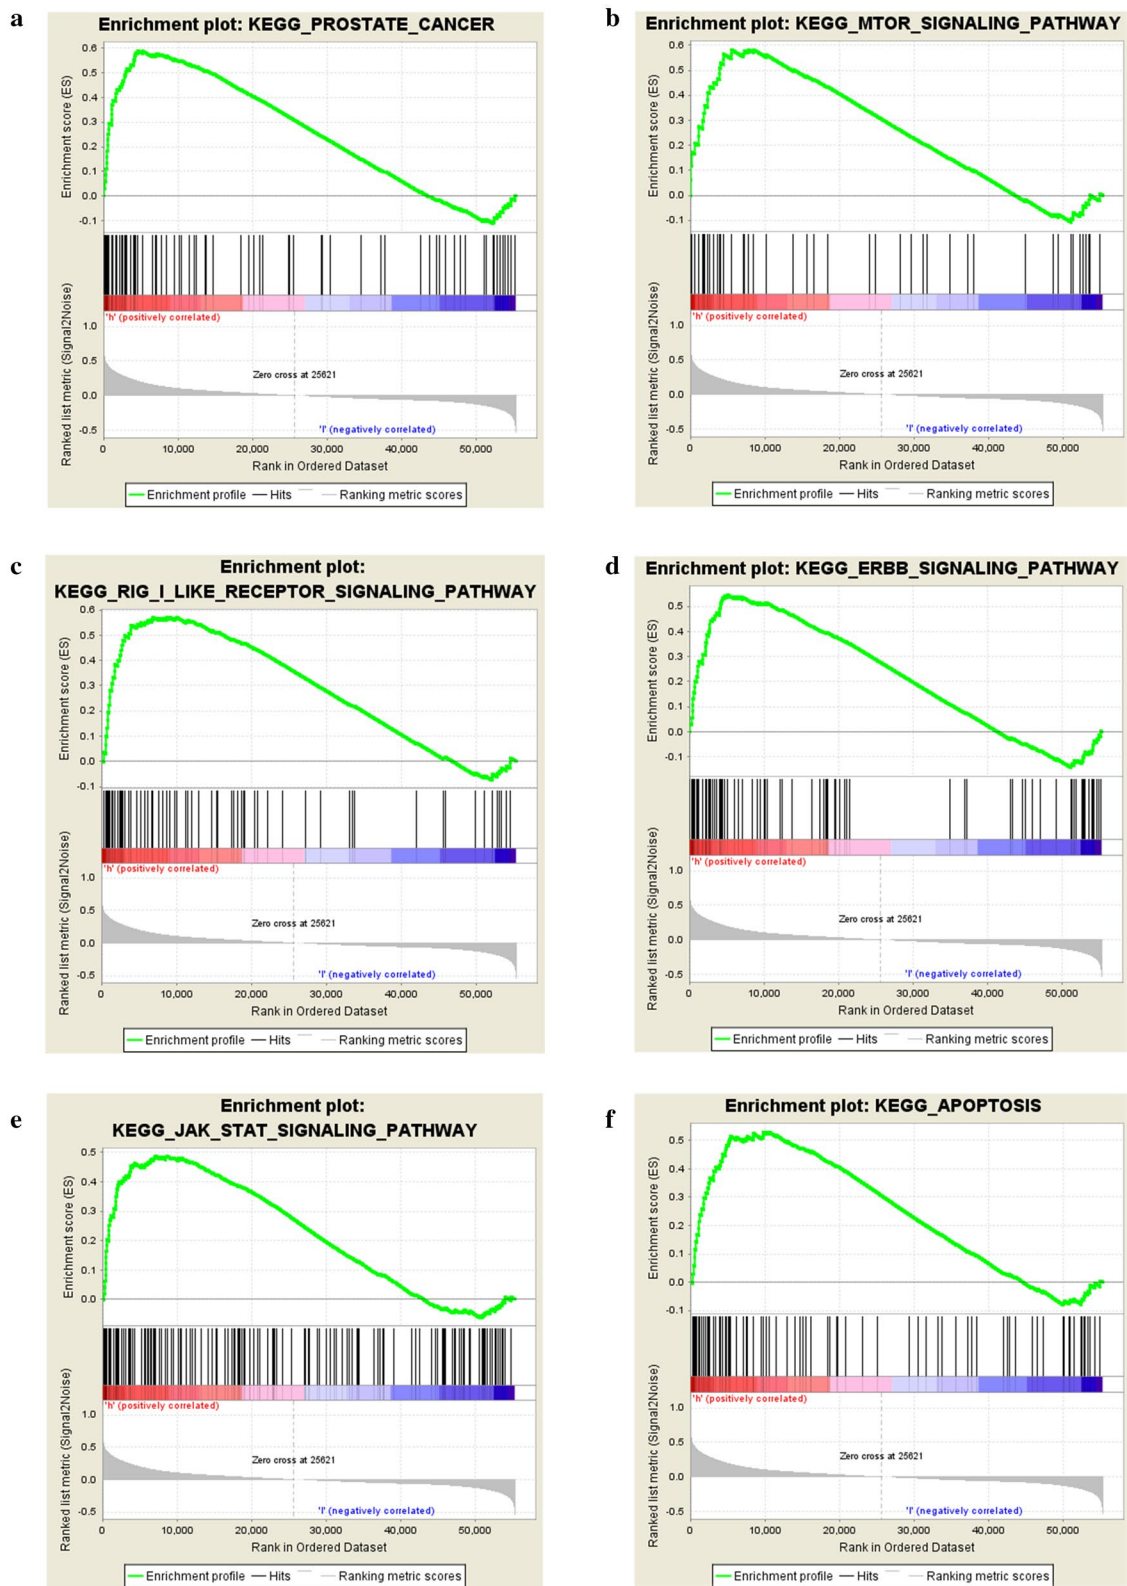 a
Enrichment plot: KEGG_PROSTATE_CANCER
Enrichment score (ES)
0.6
0.5
0.4
0.3
0.2
0.1
0.0
-0.1
'h' (positively correlated)
Ranked list metric (Signal2Noise)
1.0
0.5
0.0
-0.5
Zero cross at 25621
'l' (negatively correlated)
0 10,000 20,000 30,000 40,000 50,000
Rank in Ordered Dataset
Enrichment profile Hits Ranking metric scores
b
Enrichment plot: KEGG_MTOR_SIGNALING_PATHWAY
Enrichment score (ES)
0.6
0.5
0.4
0.3
0.2
0.1
0.0
-0.1
'h' (positively correlated)
Ranked list metric (Signal2Noise)
1.0
0.5
0.0
-0.5
Zero cross at 25621
'l' (negatively correlated)
0 10,000 20,000 30,000 40,000 50,000
Rank in Ordered Dataset
Enrichment profile Hits Ranking metric scores
c
Enrichment plot:
KEGG_RIG_I_LIKE_RECEPTOR_SIGNALING_PATHWAY
Enrichment score (ES)
0.6
0.5
0.4
0.3
0.2
0.1
0.0
-0.1
'h' (positively correlated)
Ranked list metric (Signal2Noise)
1.0
0.5
0.0
-0.5
Zero cross at 25621
'l' (negatively correlated)
0 10,000 20,000 30,000 40,000 50,000
Rank in Ordered Dataset
Enrichment profile Hits Ranking metric scores
d
Enrichment plot: KEGG_ERBB_SIGNALING_PATHWAY
Enrichment score (ES)
0.5
0.4
0.3
0.2
0.1
0.0
-0.1
'h' (positively correlated)
Ranked list metric (Signal2Noise)
1.0
0.5
0.0
-0.5
Zero cross at 25621
'l' (negatively correlated)
0 10,000 20,000 30,000 40,000 50,000
Rank in Ordered Dataset
Enrichment profile Hits Ranking metric scores
e
Enrichment plot:
KEGG_JAK_STAT_SIGNALING_PATHWAY
Enrichment score (ES)
0.5
0.4
0.3
0.2
0.1
0.0
'h' (positively correlated)
Ranked list metric (Signal2Noise)
1.0
0.5
0.0
-0.5
Zero cross at 25621
'l' (negatively correlated)
0 10,000 20,000 30,000 40,000 50,000
Rank in Ordered Dataset
Enrichment profile Hits Ranking metric scores
f
Enrichment plot: KEGG_APOPTOSIS
Enrichment score (ES)
0.5
0.4
0.3
0.2
0.1
0.0
-0.1
'h' (positively correlated)
Ranked list metric (Signal2Noise)
1.0
0.5
0.0
-0.5
Zero cross at 25621
'l' (negatively correlated)
0 10,000 20,000 30,000 40,000 50,000
Rank in Ordered Dataset
Enrichment profile Hits Ranking metric scores